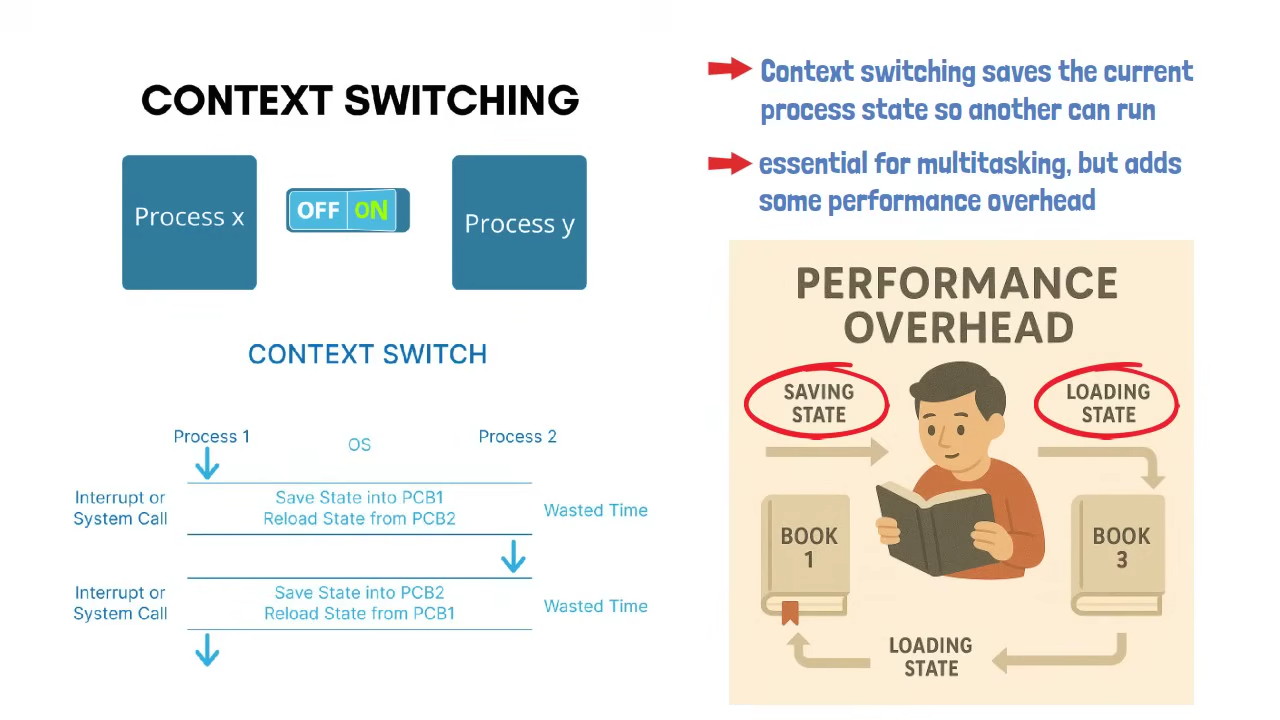 CONTEXT SWITCHING
Process x
OFF ON
Process y
CONTEXT SWITCH
Process 1
OS
Process 2
Interrupt or
System Call
Save State into PCB1
Reload State from PCB2
Wasted Time
Interrupt or
System Call
Save State into PCB2
Reload State from PCB1
Wasted Time
Context switching saves the current
process state so another can run
essential for multitasking, but adds
some performance overhead
PERFORMANCE
OVERHEAD
SAVING
STATE
LOADING
STATE
BOOK
1
BOOK
3
LOADING
STATE